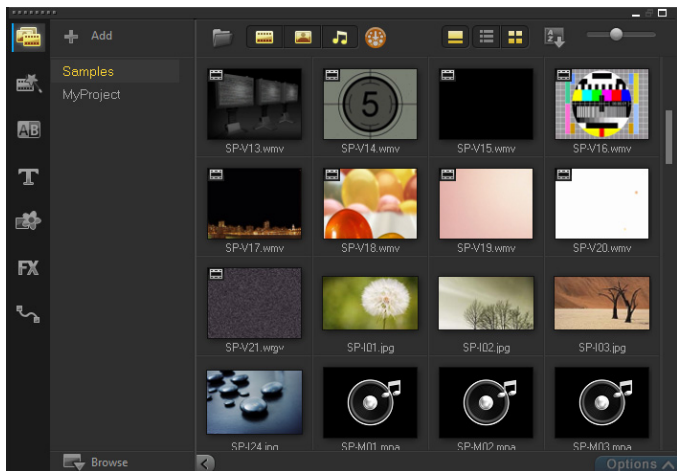 Add
Samples
MyProject
AB
T
FX
5
SP-V13.wmv
SP-V14.wmv
SP-V15.wmv
SP-V16.wmv
SP-V17.wmv
SP-V18.wmv
SP-V19.wmv
SP-V20.wmv
SP-V21.wmv
SP-I01.jpg
SP-I02.jpg
SP-I03.jpg
SP-I24.jpg
SP-M01.mpa
SP-M02.mpa
SP-M03.mpa
Browse
Options